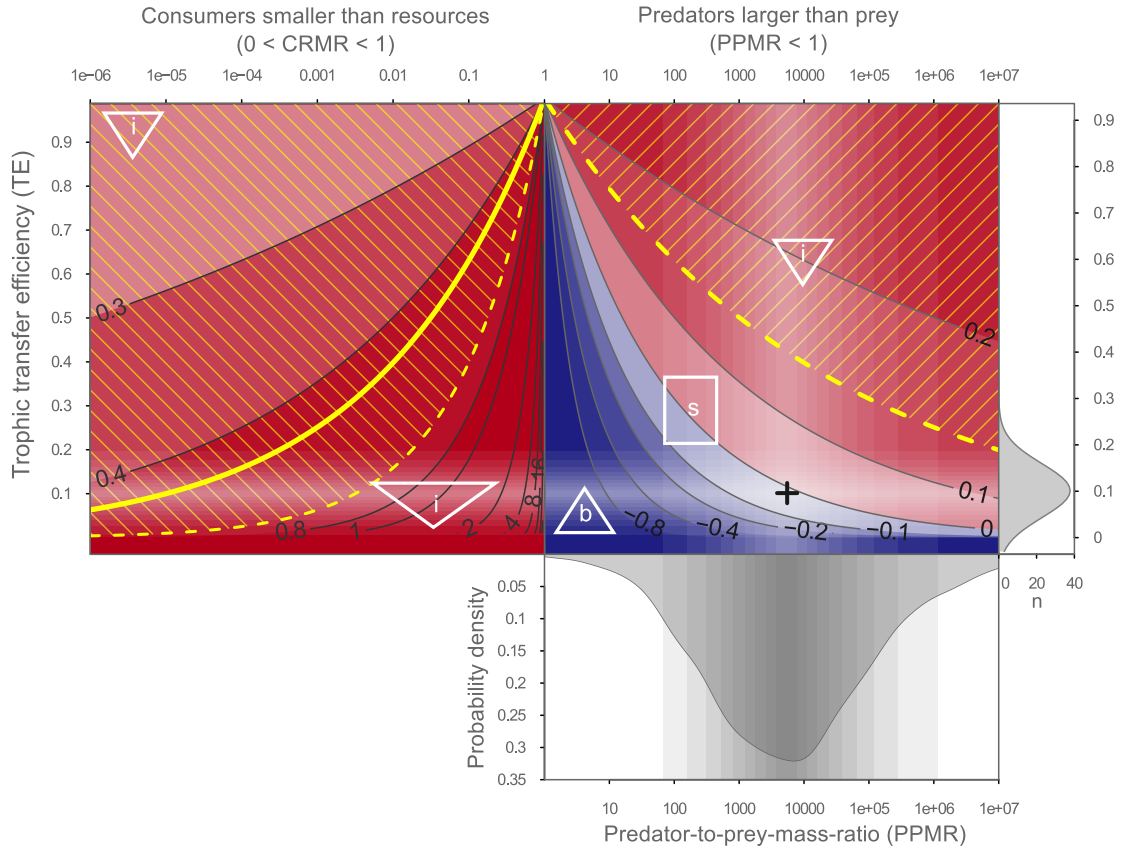 Consumers smaller than resources
(0 < CRMR < 1)
Predators larger than prey
(PPMR < 1)
1e−06 1e−05 1e−04 0.001 0.01 0.1 1 10 100 1000 10000 1e+05 1e+06 1e+07
Trophic transfer efficiency (TE)
0.9
0.8
0.7
0.6
0.5
0.4
0.3
0.2
0.1
i
0.3
0.4
0.8
1
2
4
8
16
i
i
0.2
s
0.1
0
b
−0.8
−0.4
−0.2
−0.1
0.9
0.8
0.7
0.6
0.5
0.4
0.3
0.2
0.1
0
0 20 40
n
Probability density
0.05
0.1
0.15
0.2
0.25
0.3
0.35
10 100 1000 10000 1e+05 1e+06 1e+07
Predator-to-prey-mass-ratio (PPMR)